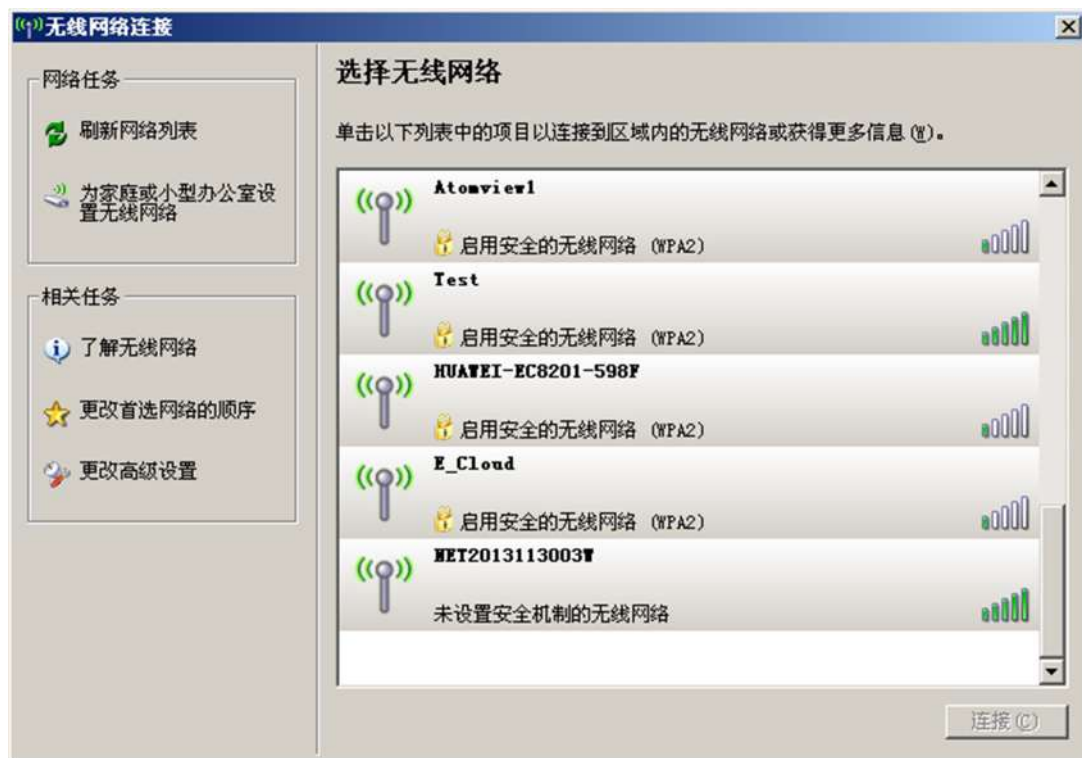 无线网络连接
网络任务
刷新网络列表
为家庭或小型办公室设
置无线网络
相关任务
了解无线网络
更改首选网络的顺序
更改高级设置
选择无线网络
单击以下列表中的项目以连接到区域内的无线网络或获得更多信息(W)。
Atomview1
启用安全的无线网络 (WPA2)
Test
启用安全的无线网络 (WPA2)
HUAWEI-EC8201-598F
启用安全的无线网络 (WPA2)
E_Cloud
启用安全的无线网络 (WPA2)
NET2013113003W
未设置安全机制的无线网络
连接(C)